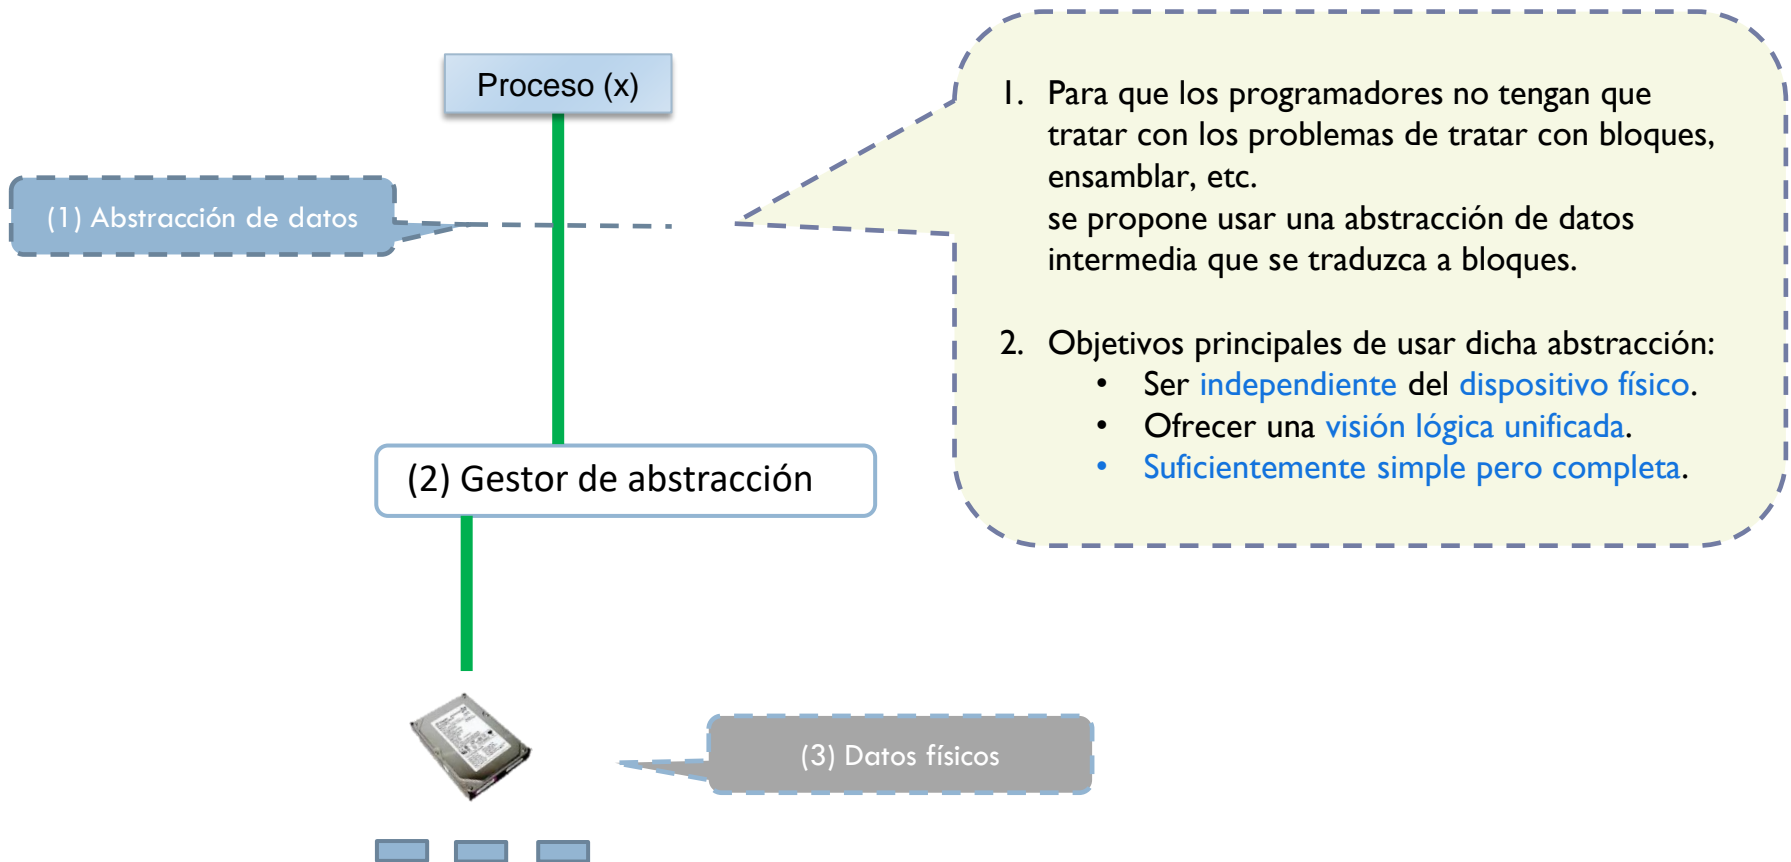 Proceso (x)
(1) Abstracción de datos
1. Para que los programadores no tengan que
tratar con los problemas de tratar con bloques,
ensamblar, etc.
se propone usar una abstracción de datos
intermedia que se traduzca a bloques.
2. Objetivos principales de usar dicha abstracción:
• Ser independiente del dispositivo físico.
• Ofrecer una visión lógica unificada.
• Suficientemente simple pero completa.
(2) Gestor de abstracción
(3) Datos físicos